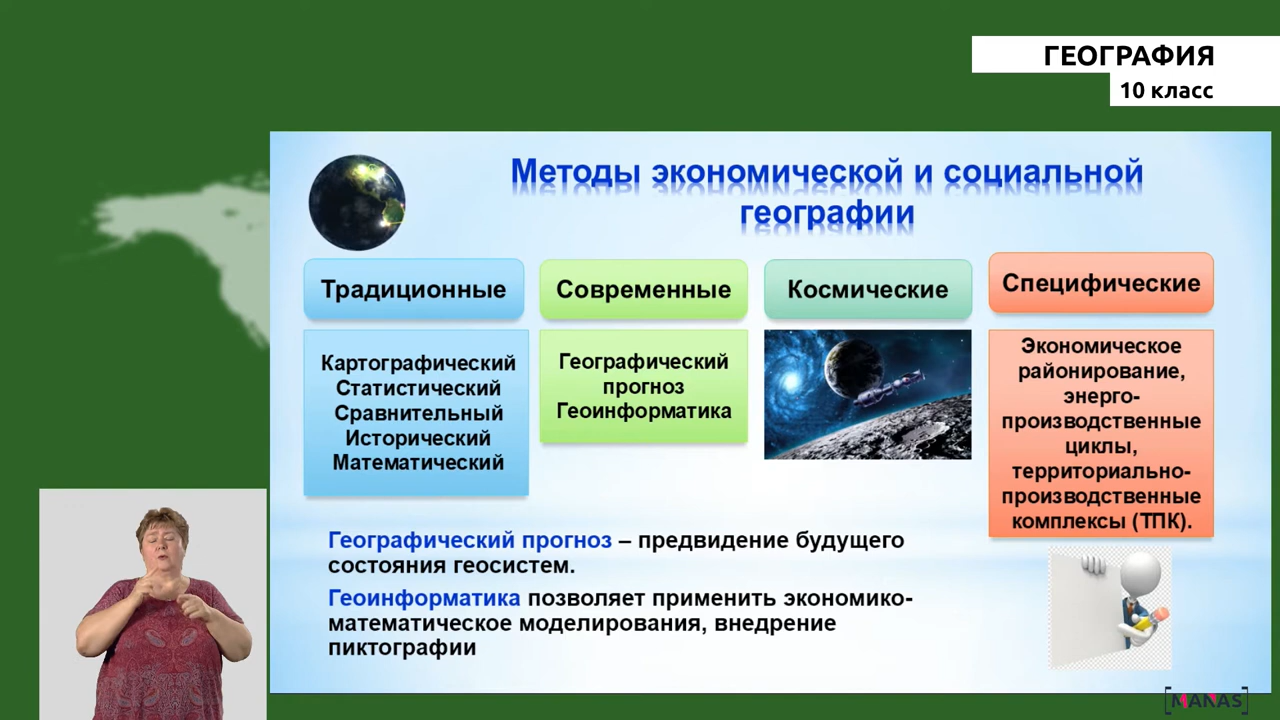 ГЕОГРАФИЯ
10 класс
Методы экономической и социальной
географии
Традиционные
Картографический
Статистический
Сравнительный
Исторический
Математический
Современные
Географический
прогноз
Геоинформатика
Космические
Специфические
Экономическое
районирование,
энерго-
производственные
циклы,
территориально-
производственные
комплексы (ТПК).
Географический прогноз – предвидение будущего
состояния геосистем.
Геоинформатика позволяет применить экономико-
математическое моделирования, внедрение
пиктографии
[MANAS]